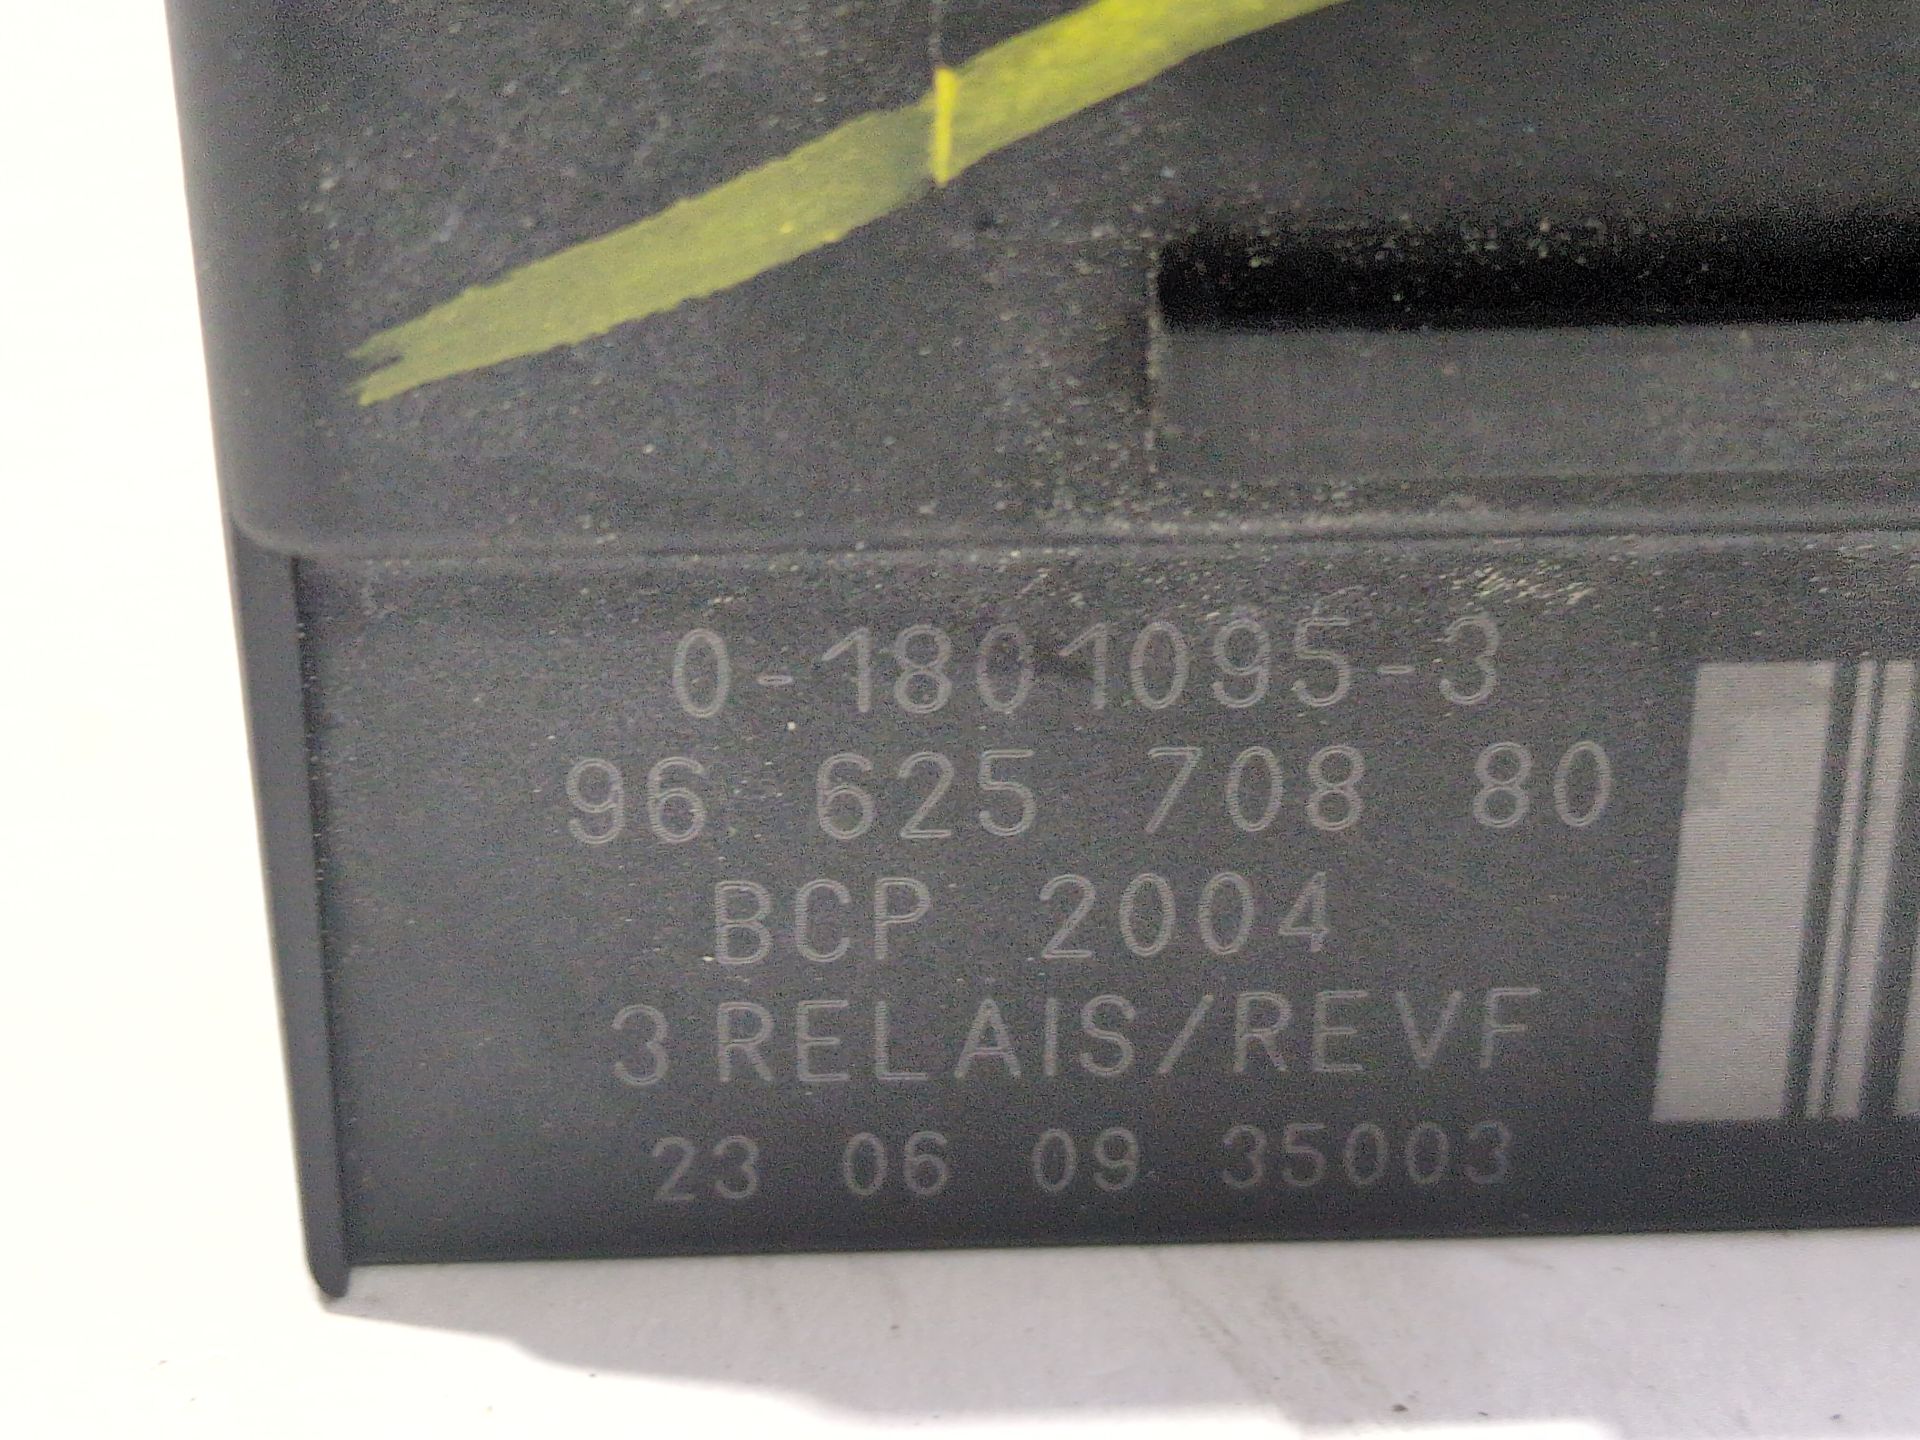 0-1801095-3
96 625 708 80
BCP 2004
3 RELAIS/REVF
23 06 09 35003